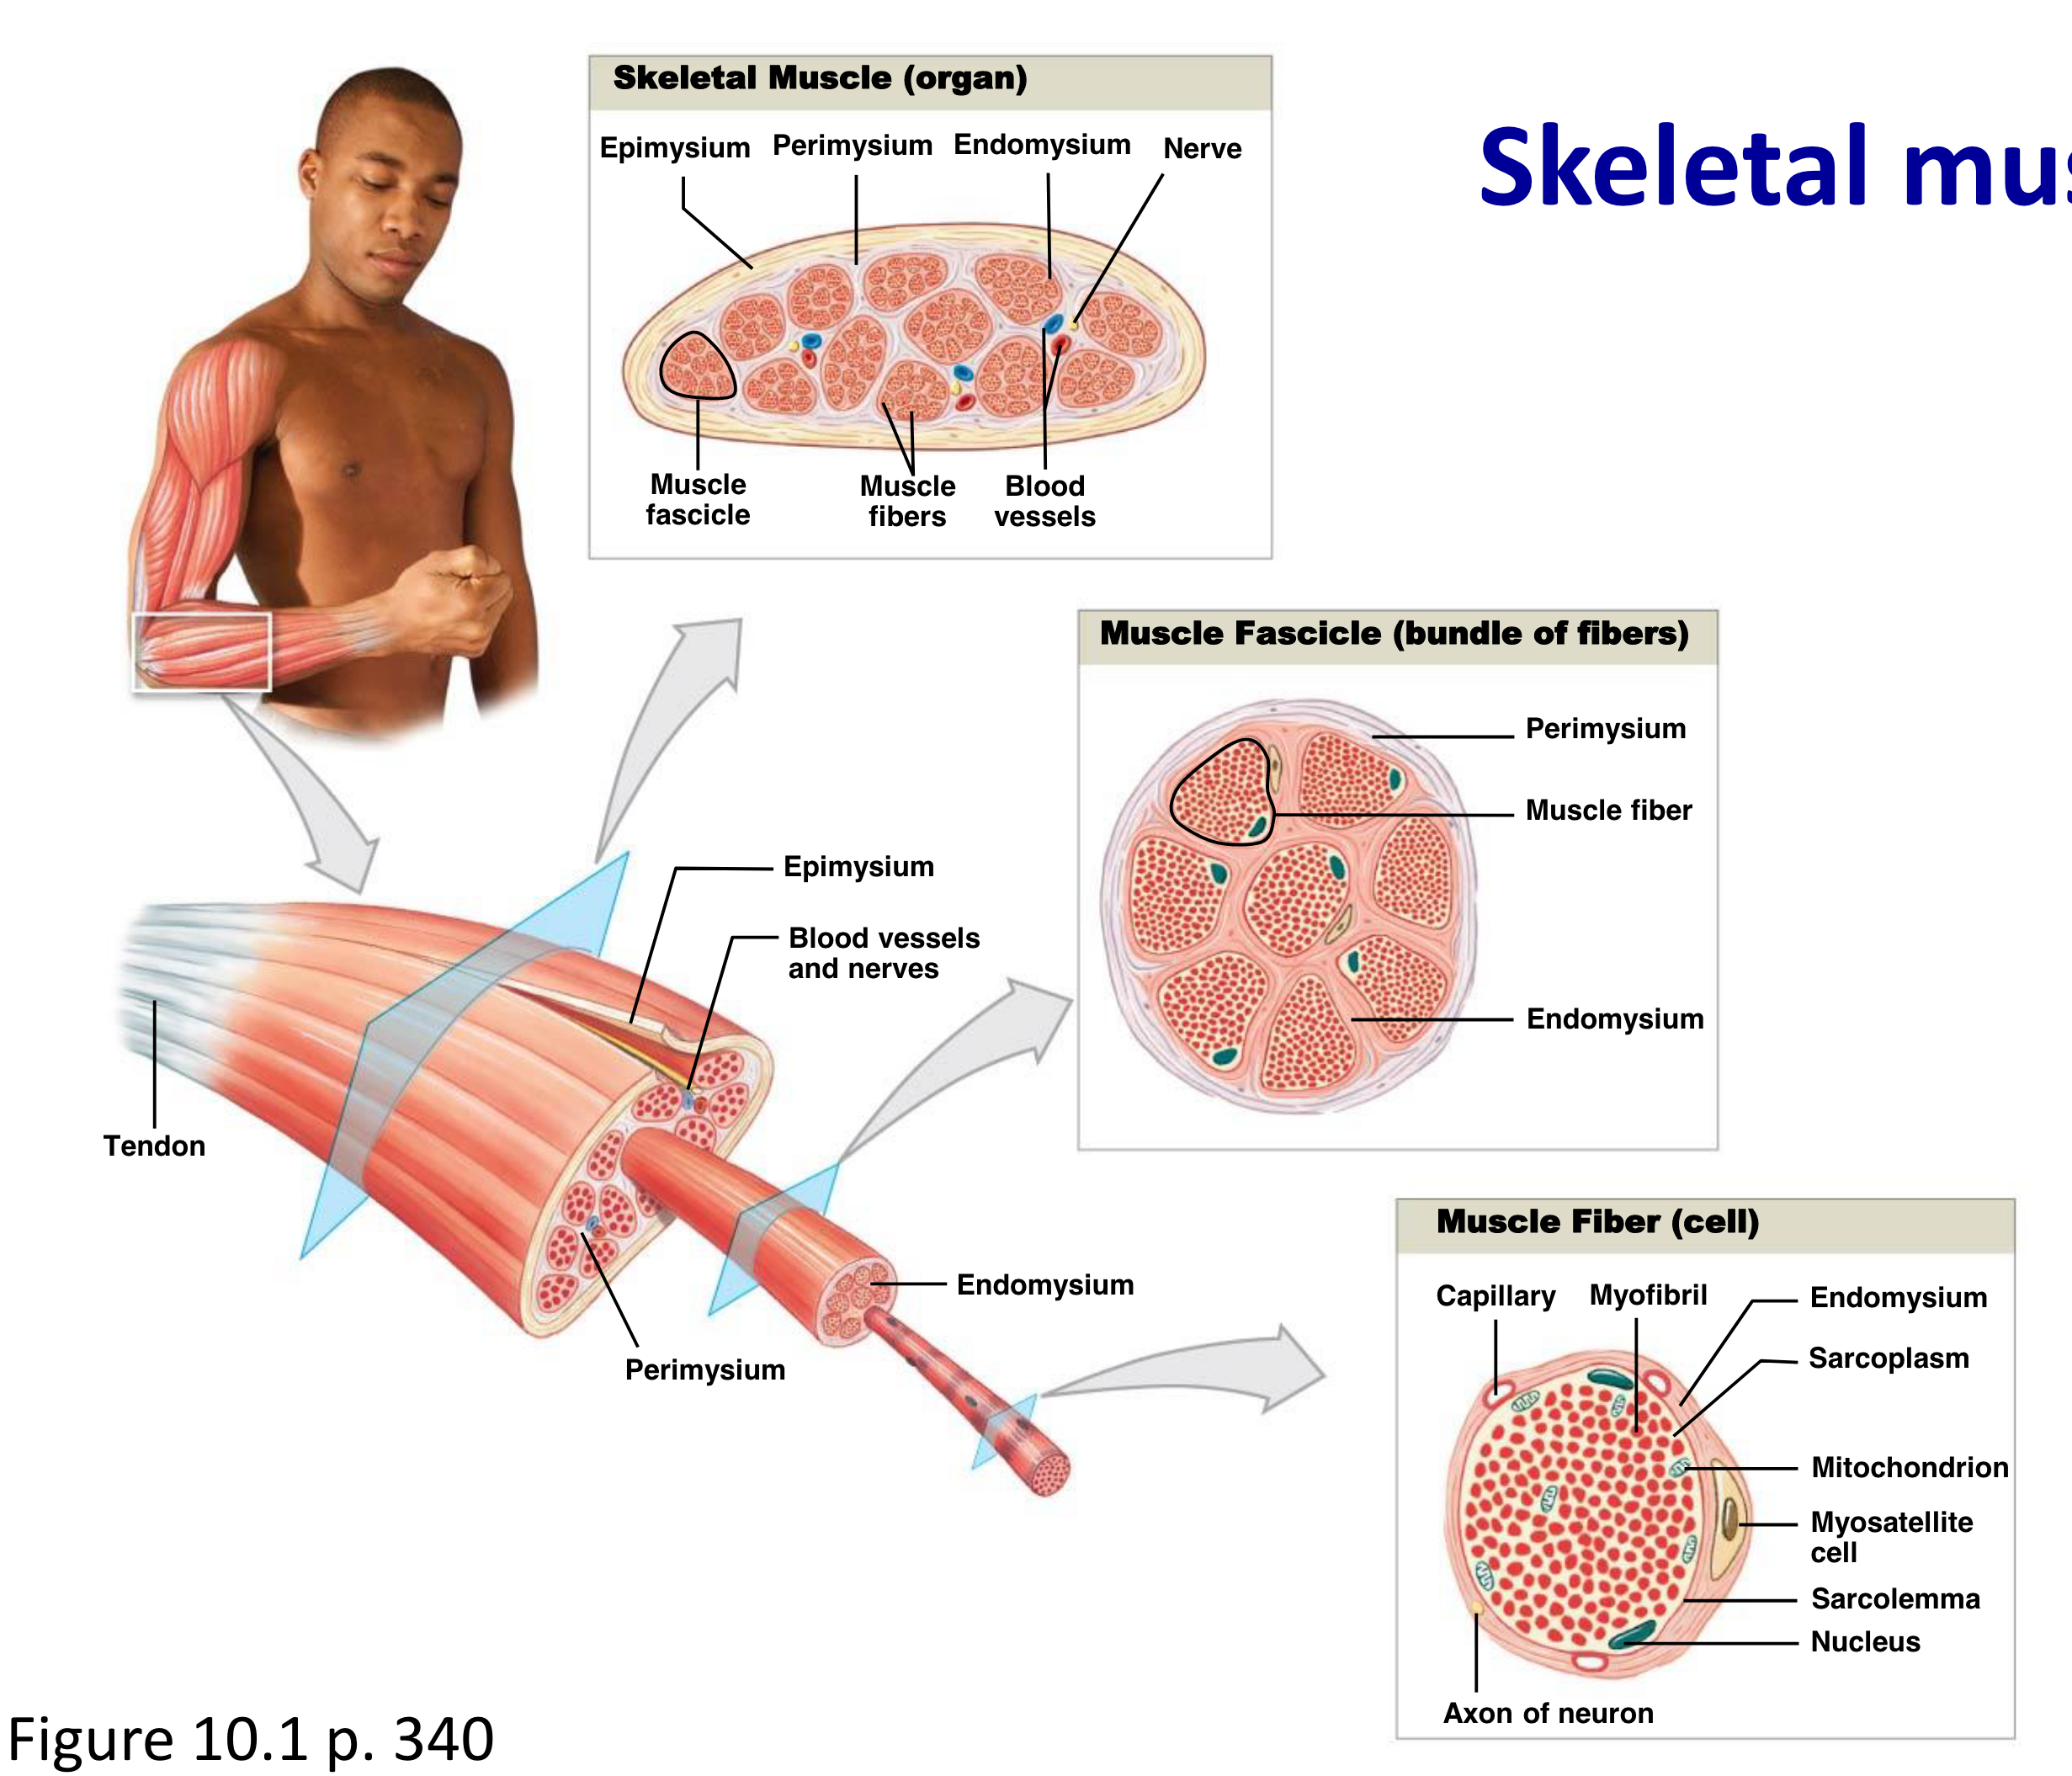 Skeletal Muscle (organ)
Epimysium
Perimysium
Endomysium
Nerve
Muscle
fascicle
Muscle
fibers
Blood
vessels
Skeletal mus
Muscle Fascicle (bundle of fibers)
Perimysium
Muscle fiber
Endomysium
Epimysium
Blood vessels
and nerves
Tendon
Endomysium
Perimysium
Muscle Fiber (cell)
Capillary
Myofibril
Endomysium
Sarcoplasm
Mitochondrion
Myosatellite
cell
Sarcolemma
Nucleus
Axon of neuron
Figure 10.1 p. 340